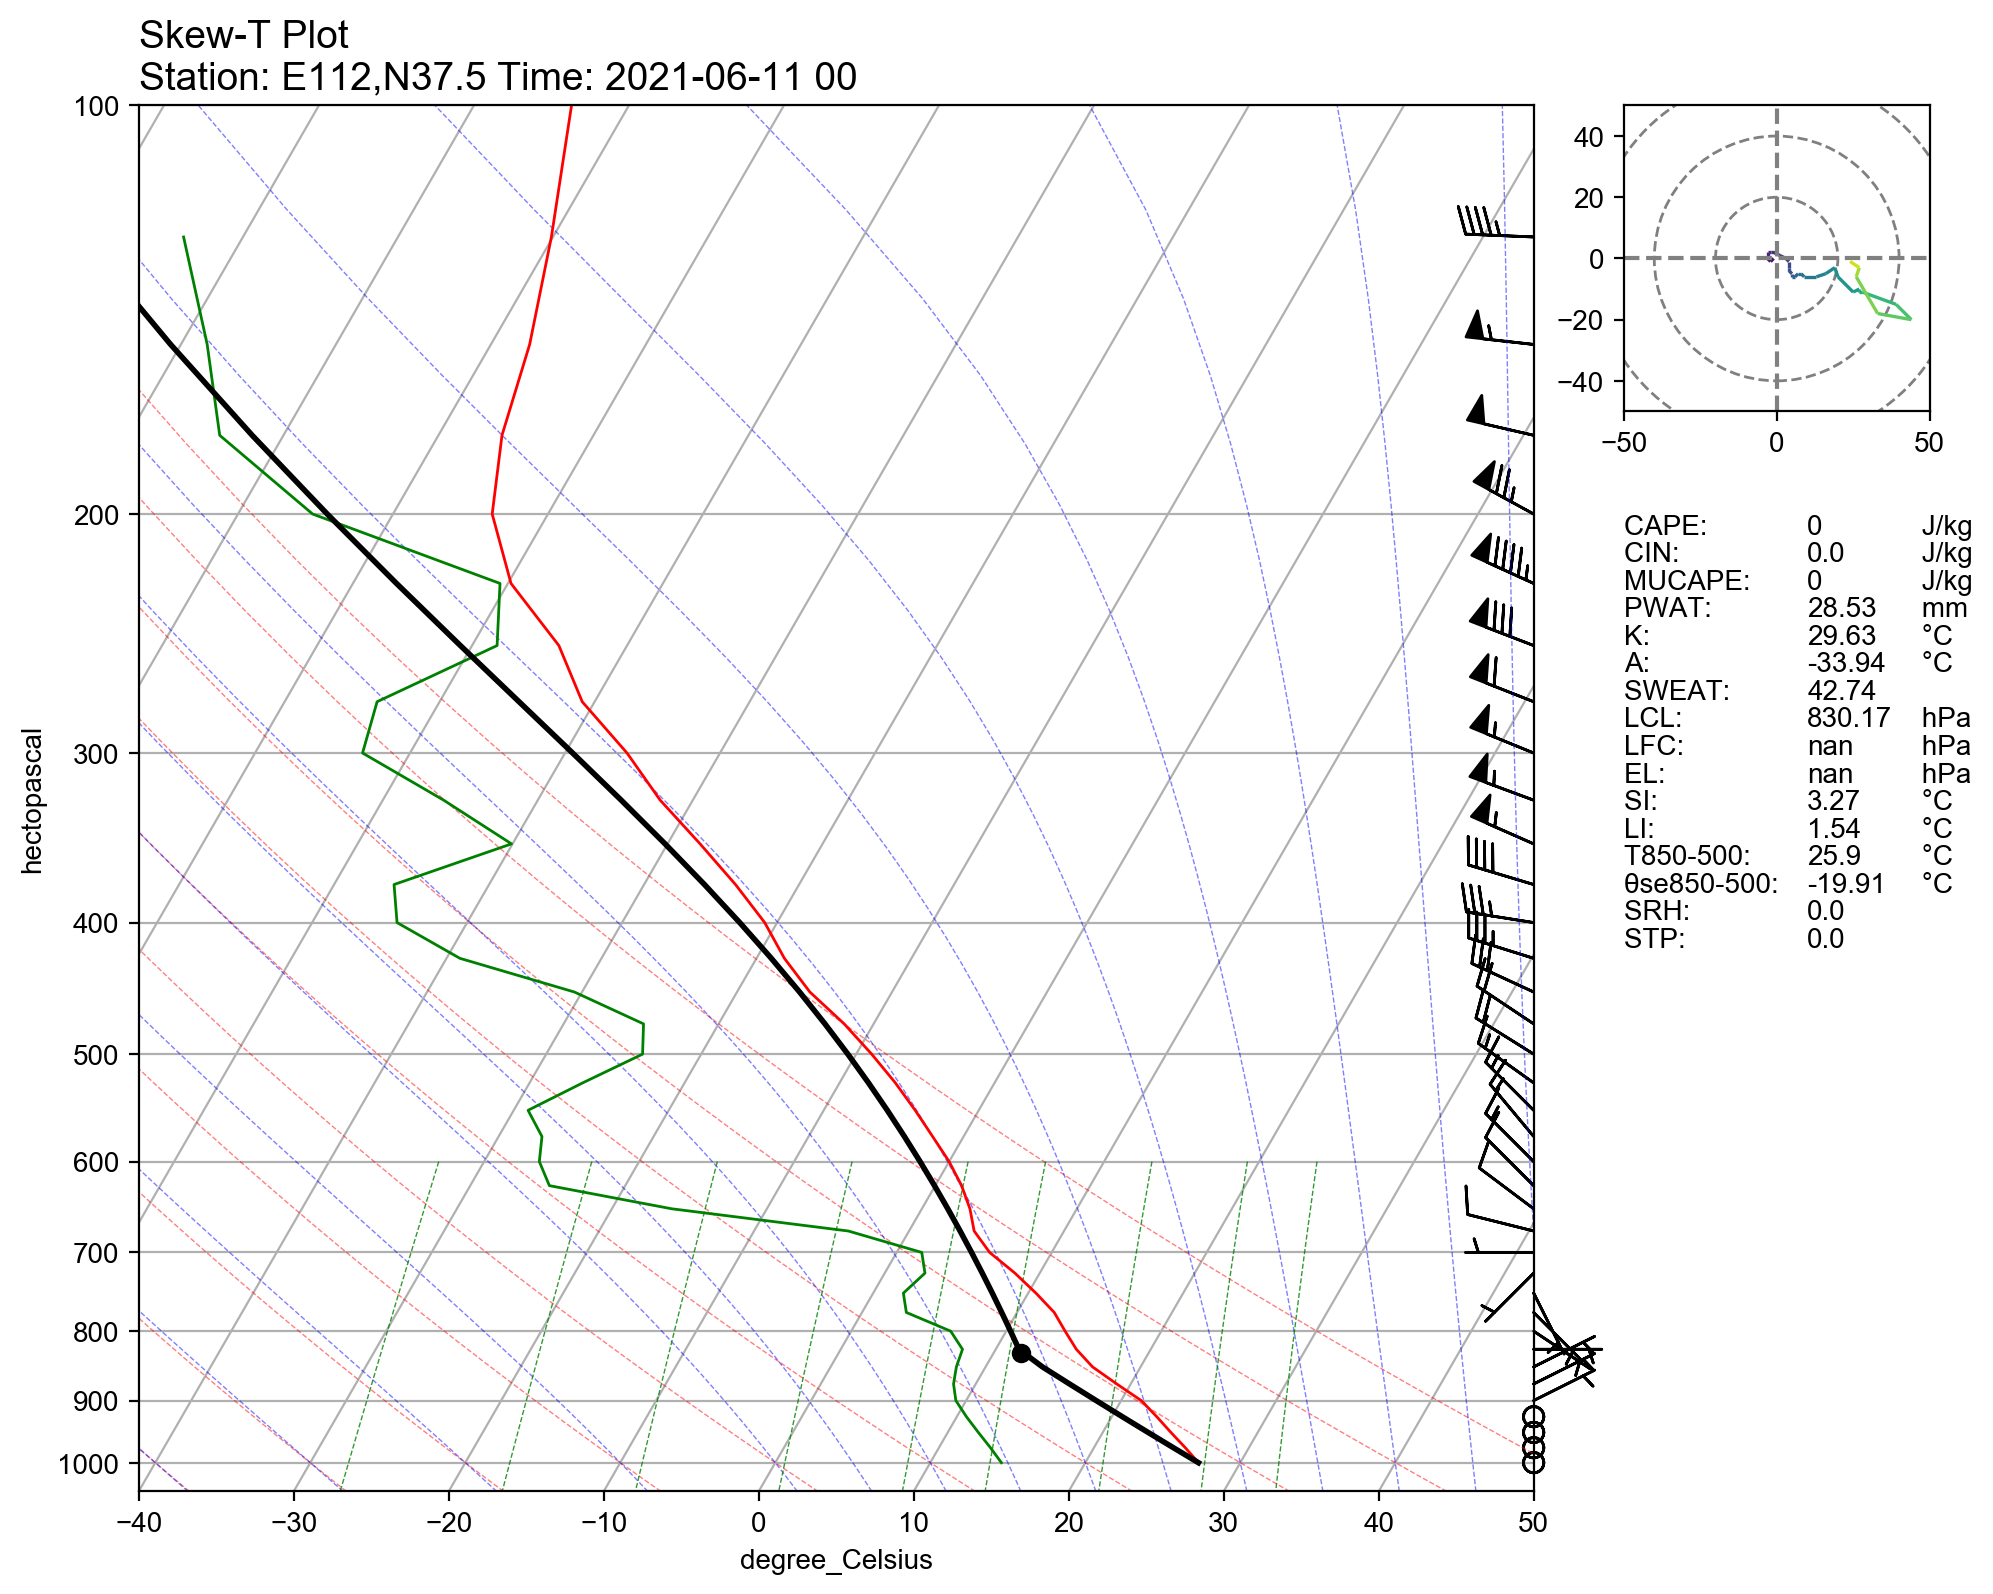 Skew-T Plot
Station: E112,N37.5 Time: 2021-06-11 00
100
200
300
400
500
600
700
800
900
1000
hectopascal
−40 −30 −20 −10 0 10 20 30 40 50
degree_Celsius
40
20
0
−20
−40
−50 0 50
CAPE: 0 J/kg
CIN: 0.0 J/kg
MUCAPE: 0 J/kg
PWAT: 28.53 mm
K: 29.63 °C
A: -33.94 °C
SWEAT: 42.74
LCL: 830.17 hPa
LFC: nan hPa
EL: nan hPa
SI: 3.27 °C
LI: 1.54 °C
T850-500: 25.9 °C
θse850-500: -19.91 °C
SRH: 0.0
STP: 0.0